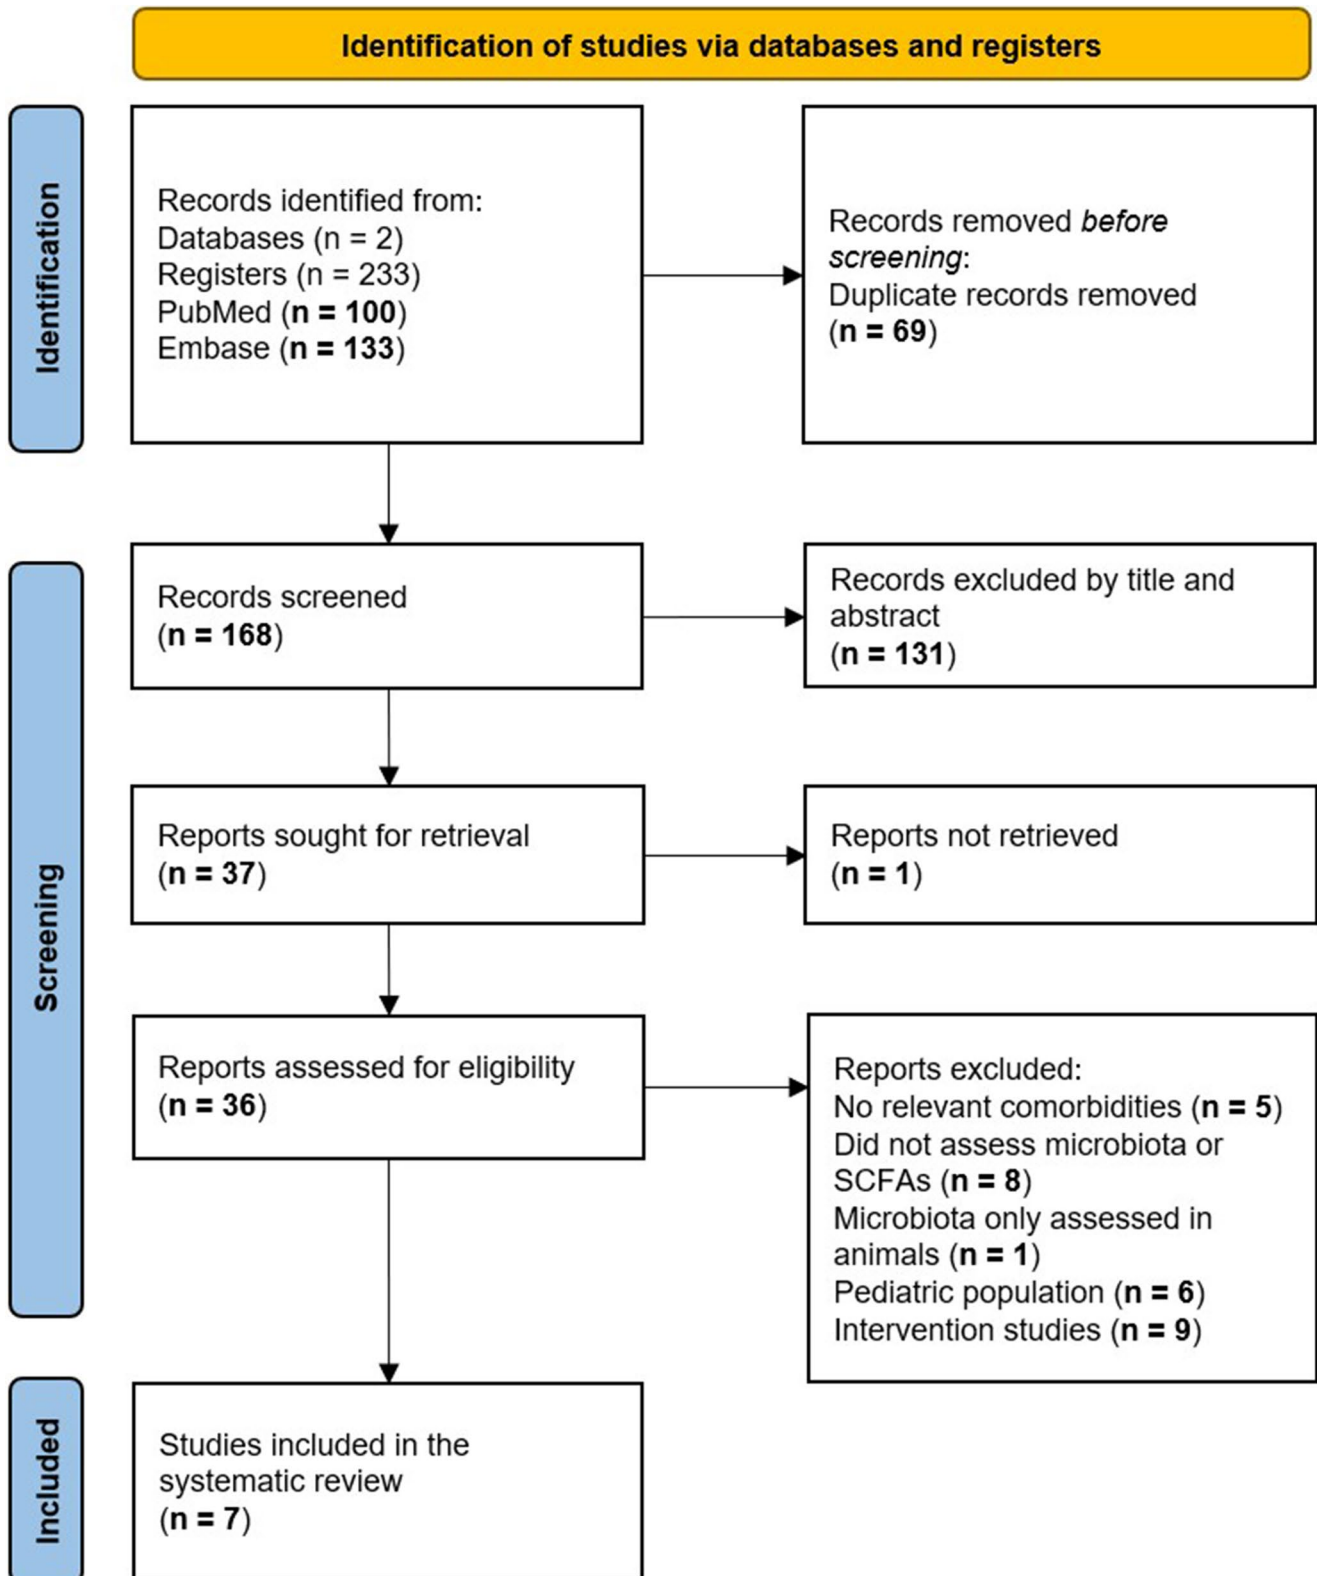 Identification of studies via databases and registers
Identification
Records identified from:
Databases (n = 2)
Registers (n = 233)
PubMed (n = 100)
Embase (n = 133)
Records removed before
screening:
Duplicate records removed
(n = 69)
Screening
Records screened
(n = 168)
Records excluded by title and
abstract
(n = 131)
Reports sought for retrieval
(n = 37)
Reports not retrieved
(n = 1)
Reports assessed for eligibility
(n = 36)
Reports excluded:
No relevant comorbidities (n = 5)
Did not assess microbiota or
SCFAs (n = 8)
Microbiota only assessed in
animals (n = 1)
Pediatric population (n = 6)
Intervention studies (n = 9)
Included
Studies included in the
systematic review
(n = 7)